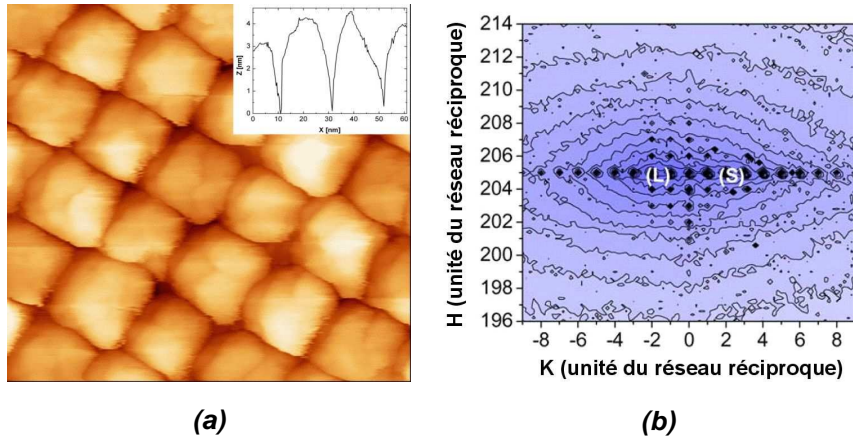 Z [nm]
4
3
2
1
0
0 10 20 30 40 50 60
X [nm]
H (unité du réseau réciproque)
214
212
210
208
206
204
202
200
198
196
(L) (S)
-8 -6 -4 -2 0 2 4 6 8
K (unité du réseau réciproque)
(a) (b)